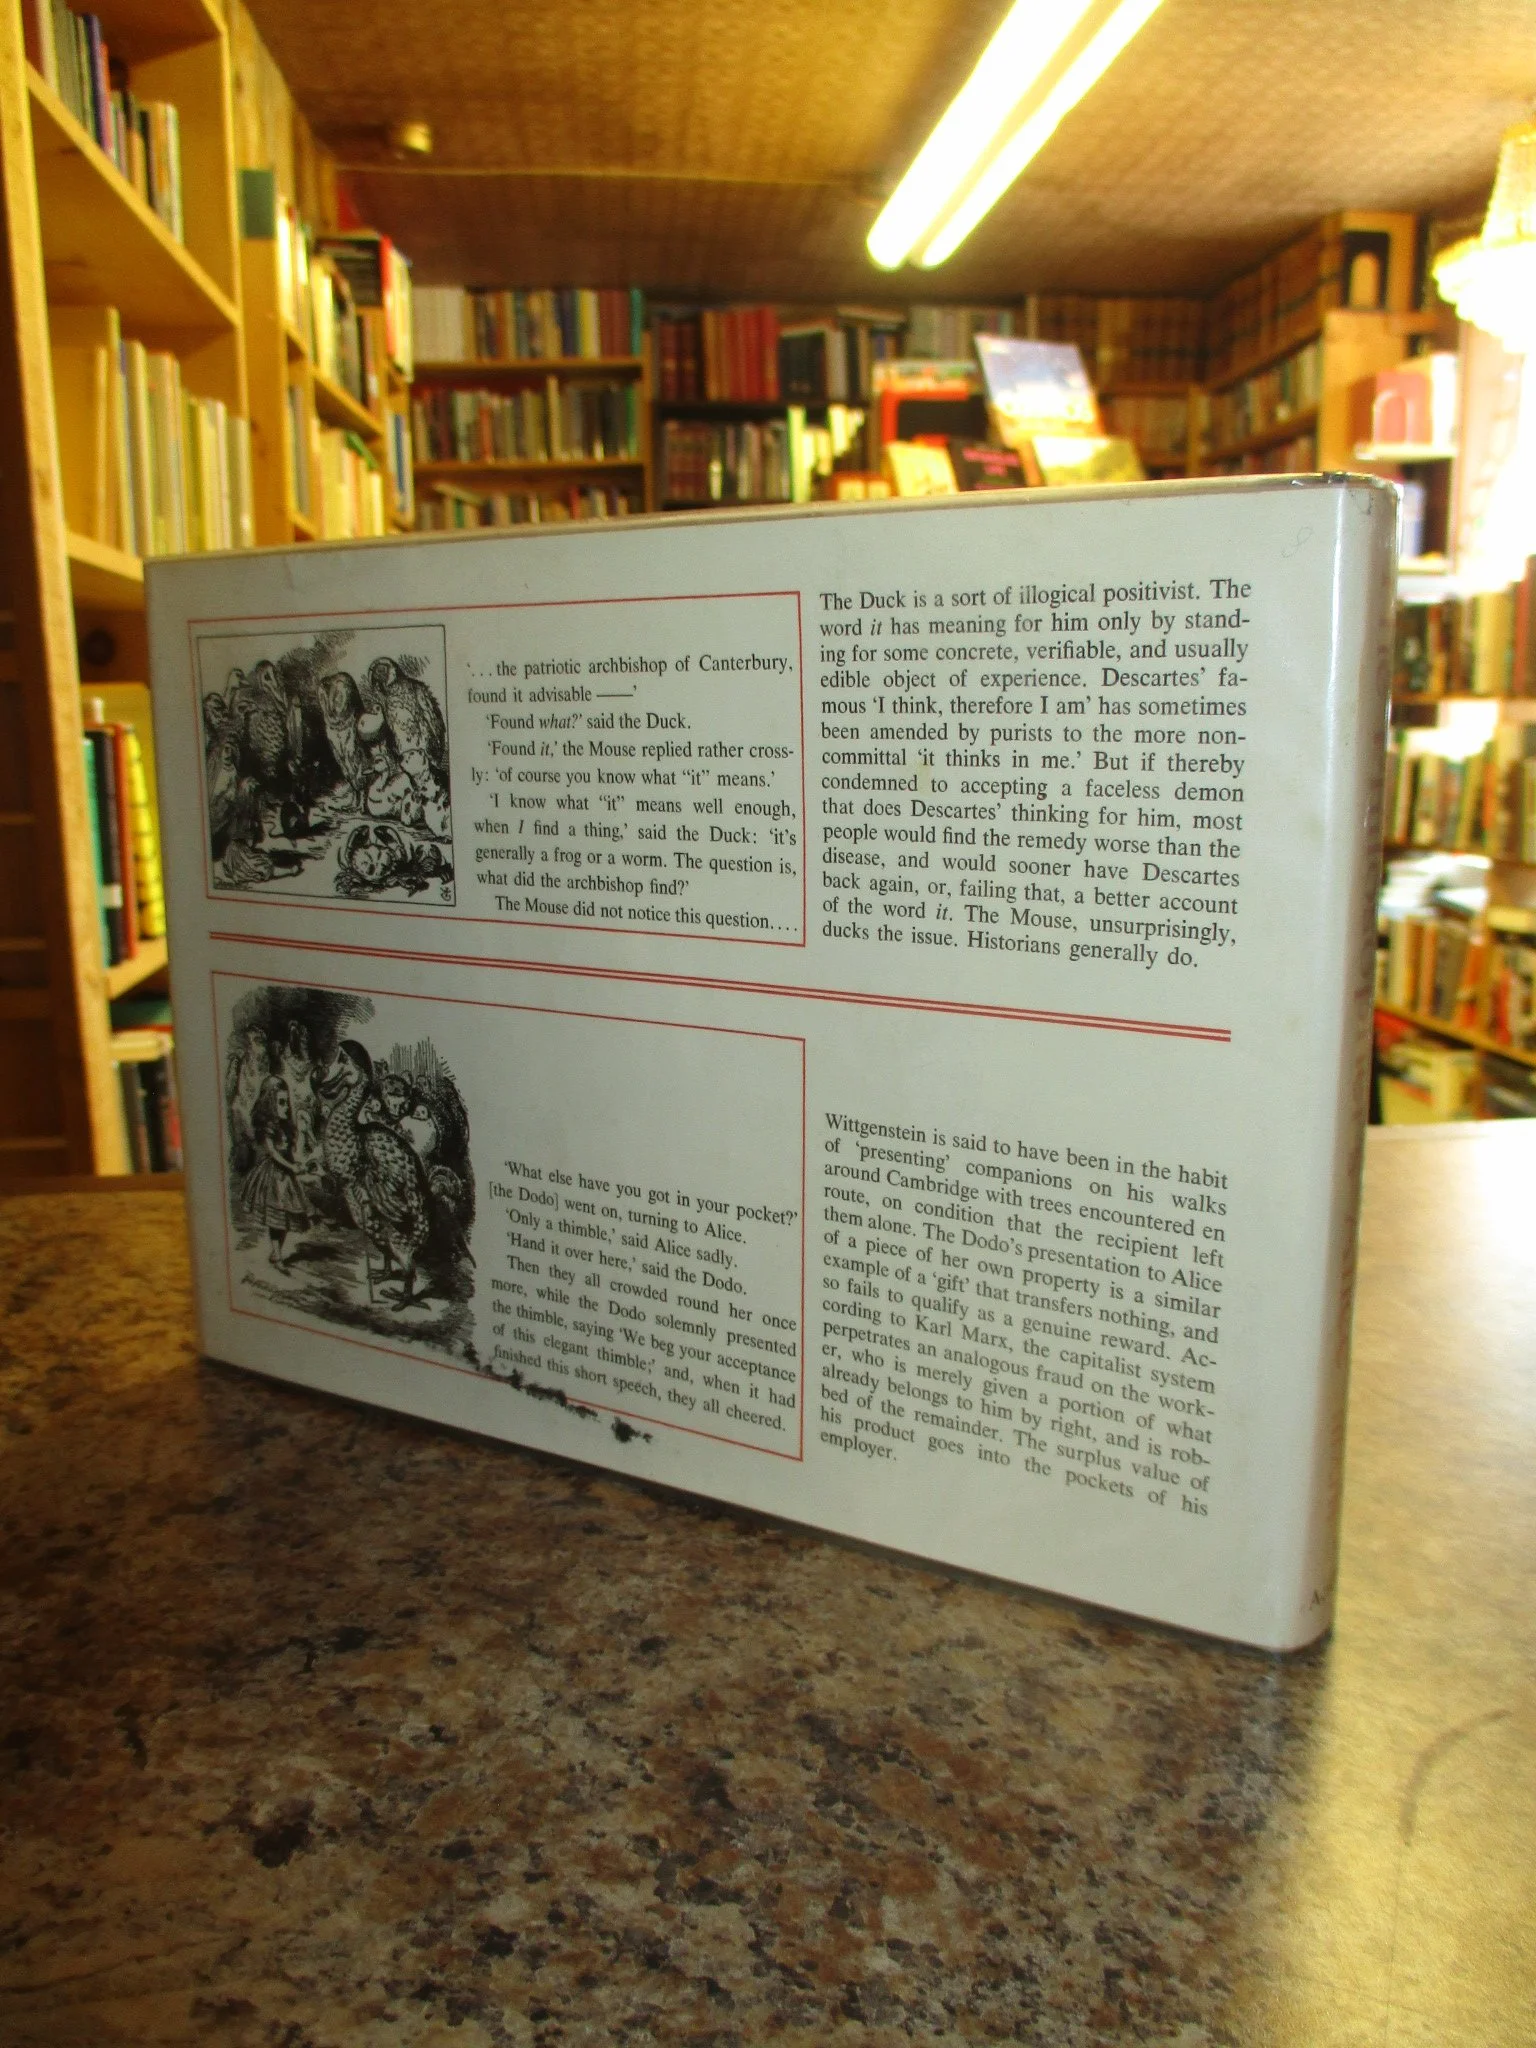 '. . . the patriotic archbishop of Canterbury,
found it advisable ——'
'Found what?' said the Duck.
'Found it,' the Mouse replied rather cross-
ly: 'of course you know what "it" means.'
'I know what "it" means well enough,
when I find a thing,' said the Duck: 'it's
generally a frog or a worm. The question is,
what did the archbishop find?'
The Mouse did not notice this question. . . .
The Duck is a sort of illogical positivist. The
word it has meaning for him only by stand-
ing for some concrete, verifiable, and usually
edible object of experience. Descartes' fa-
mous 'I think, therefore I am' has sometimes
been amended by purists to the more non-
committal 'it thinks in me.' But if thereby
condemned to accepting a faceless demon
that does Descartes' thinking for him, most
people would find the remedy worse than the
disease, and would sooner have Descartes
back again, or, failing that, a better account
of the word it. The Mouse, unsurprisingly,
ducks the issue. Historians generally do.
'What else have you got in your pocket?'
[the Dodo] went on, turning to Alice.
'Only a thimble,' said Alice sadly.
'Hand it over here,' said the Dodo.
Then they all crowded round her once
more, while the Dodo solemnly presented
the thimble, saying 'We beg your acceptance
of this elegant thimble;' and, when it had
finished this short speech, they all cheered.
Wittgenstein is said to have been in the habit
of 'presenting' companions on his walks
around Cambridge with trees encountered en
route, on condition that the recipient left
them alone. The Dodo's presentation to Alice
of a piece of her own property is a similar
example of a 'gift' that transfers nothing, and
so fails to qualify as a genuine reward. Ac-
cording to Karl Marx, the capitalist system
perpetrates an analogous fraud on the work-
er, who is merely given a portion of what
already belongs to him by right, and is rob-
bed of the remainder. The surplus value of
his product goes into the pockets of his
employer.